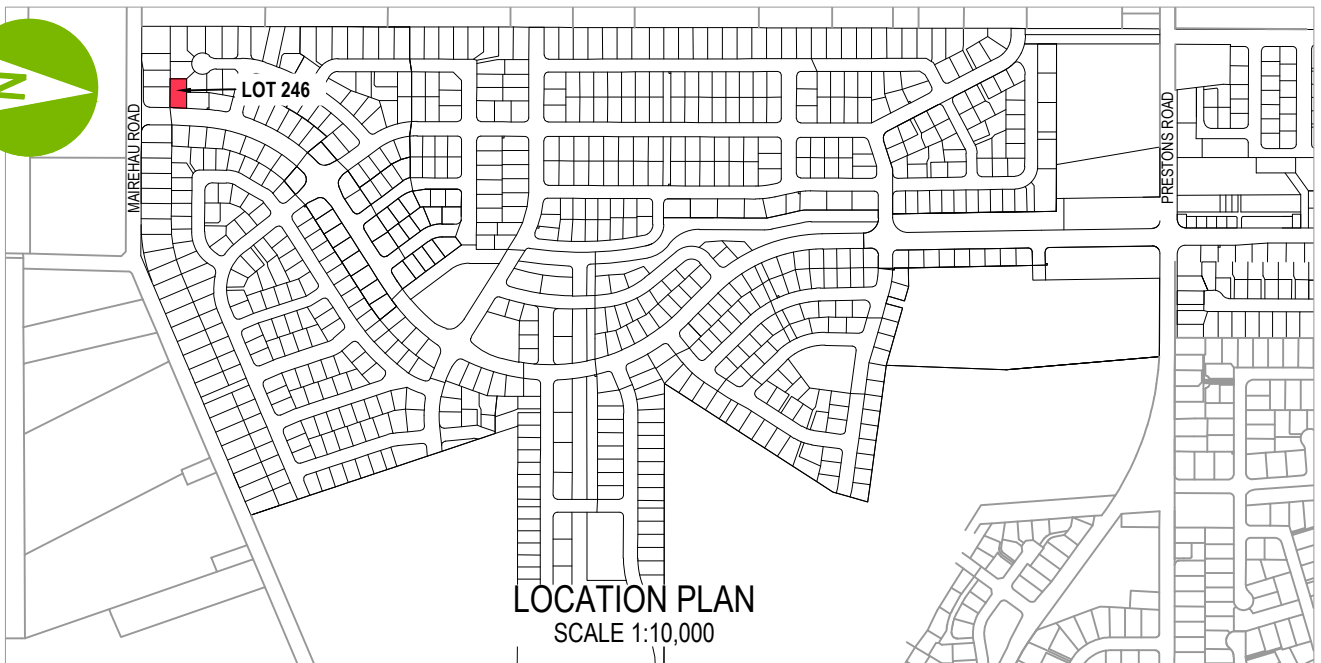 N
LOT 246
MAIREHAU ROAD
PRESTONS ROAD
LOCATION PLAN
SCALE 1:10,000